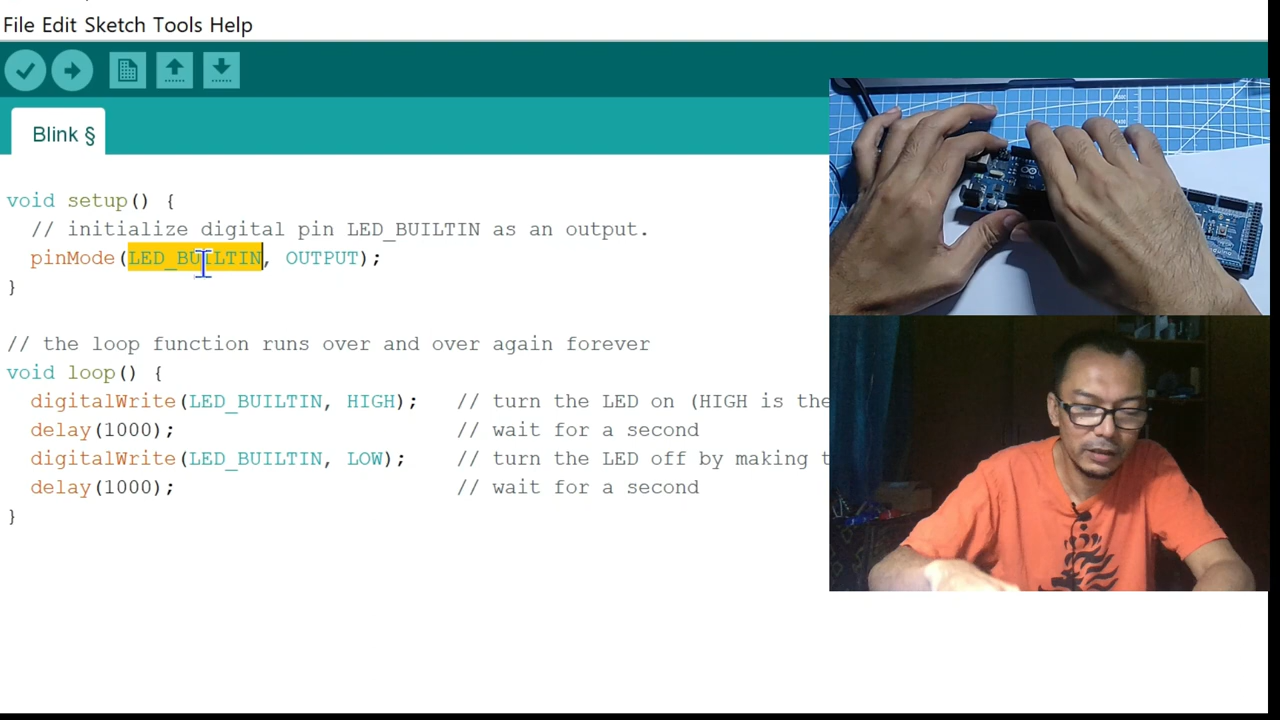 File Edit Sketch Tools Help
Blink §
void setup() {
// initialize digital pin LED_BUILTIN as an output.
pinMode(LED_BUILTIN, OUTPUT);
}
// the loop function runs over and over again forever
void loop() {
digitalWrite(LED_BUILTIN, HIGH); // turn the LED on (HIGH is the
delay(1000); // wait for a second
digitalWrite(LED_BUILTIN, LOW); // turn the LED off by making t
delay(1000); // wait for a second
}